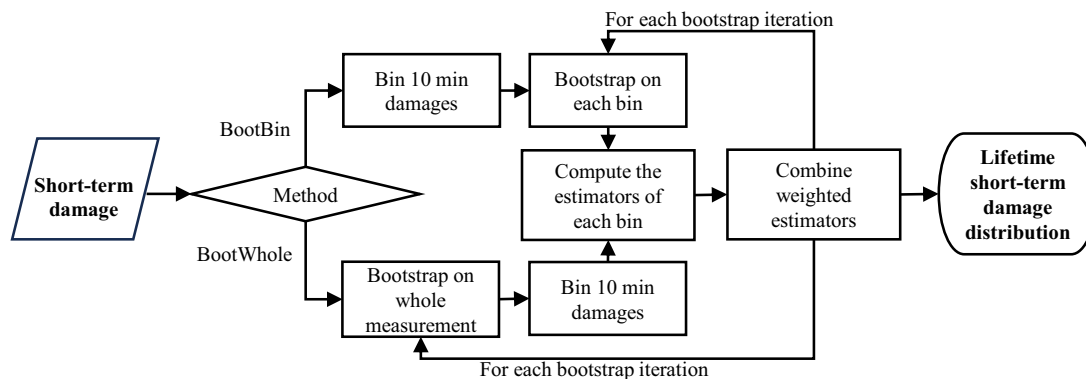 For each bootstrap iteration
Bin 10 min
damages
Bootstrap on
each bin
BootBin
Short-term
damage
Method
Compute the
estimators of
each bin
Combine
weighted
estimators
Lifetime
short-term
damage
distribution
BootWhole
Bootstrap on
whole
measurement
Bin 10 min
damages
For each bootstrap iteration